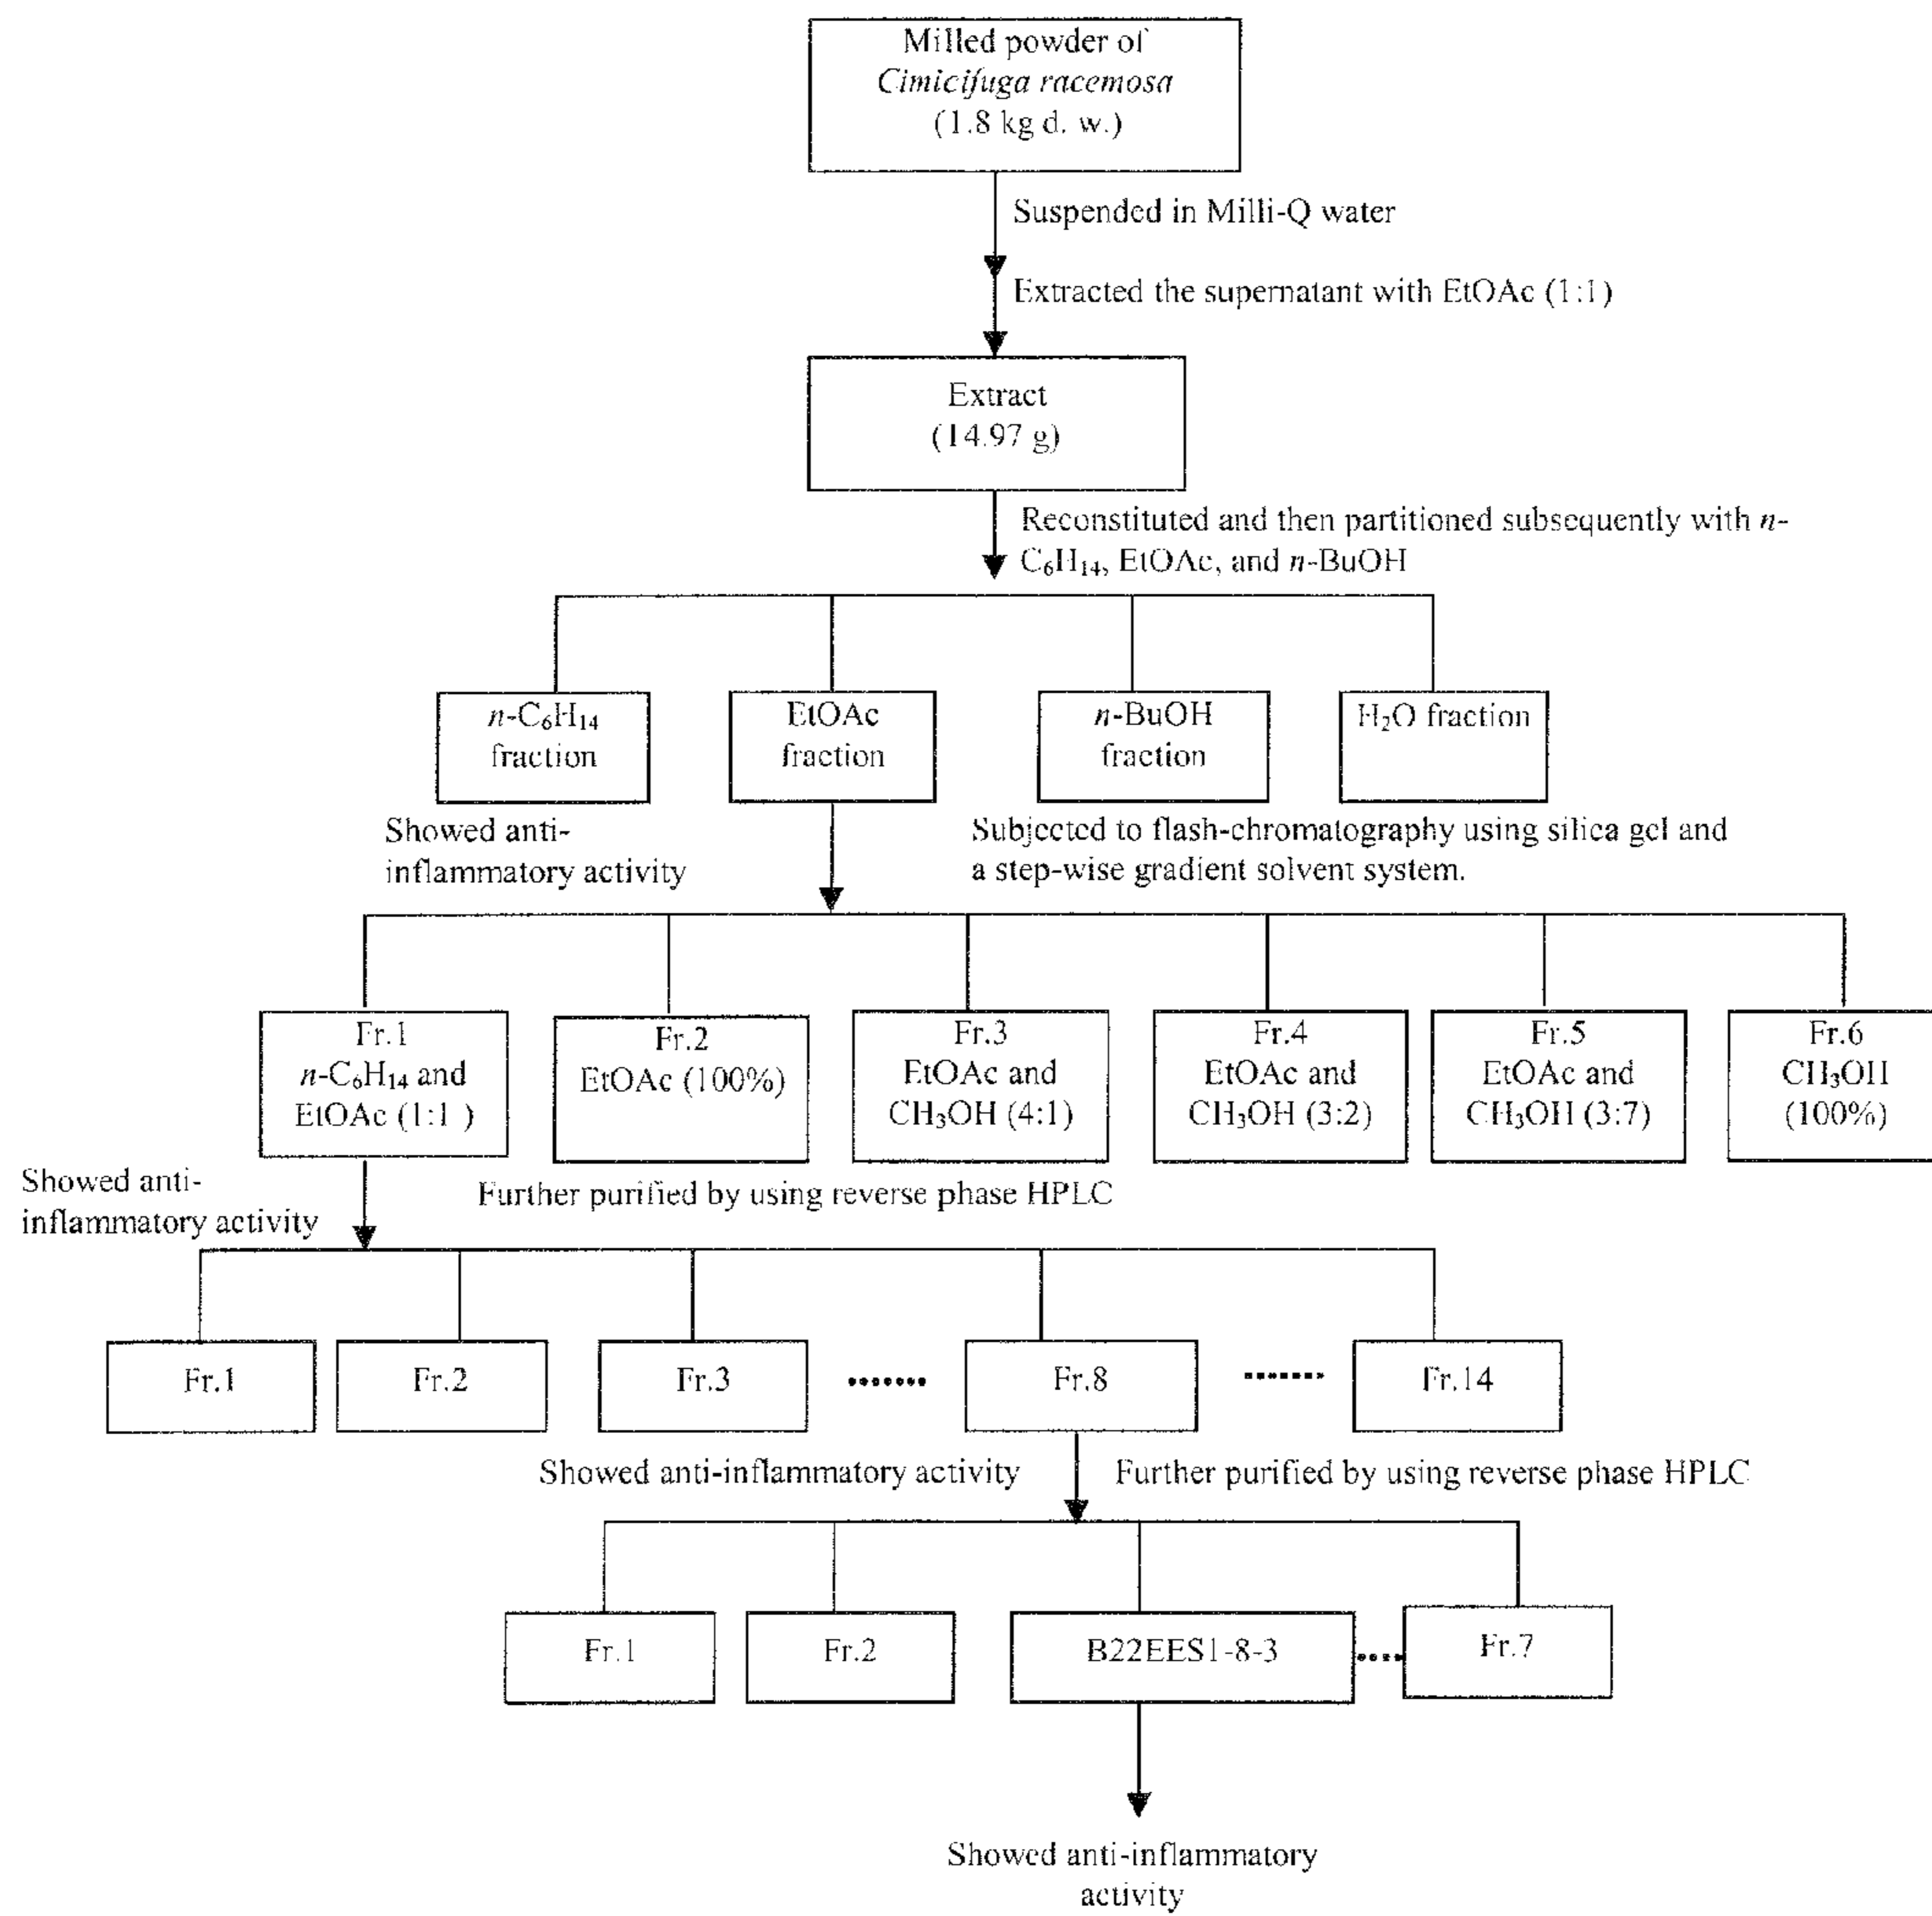 Milled powder of
Cimicifuga racemosa
(1.8 kg d. w.)
Suspended in Milli-Q water
Extracted the supernatant with EtOAc (1:1)
Extract
(14.97 g)
Reconstituted and then partitioned subsequently with n-
C₆H₁₄, EtOAc, and n-BuOH
n-C₆H₁₄
fraction
EtOAc
fraction
n-BuOH
fraction
H₂O fraction
Showed anti-
inflammatory activity
Subjected to flash-chromatography using silica gel and
a step-wise gradient solvent system.
Fr.1
n-C₆H₁₄ and
EtOAc (1:1 )
Fr.2
EtOAc (100%)
Fr.3
EtOAc and
CH₃OH (4:1)
Fr.4
EtOAc and
CH₃OH (3:2)
Fr.5
EtOAc and
CH₃OH (3:7)
Fr.6
CH₃OH
(100%)
Showed anti-
inflammatory activity
Further purified by using reverse phase HPLC
Fr.1
Fr.2
Fr.3
Fr.8
Fr.14
Showed anti-inflammatory activity
Further purified by using reverse phase HPLC
Fr.1
Fr.2
B22EES1-8-3
Fr.7
Showed anti-inflammatory
activity